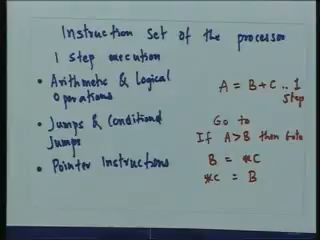 Instruction set of the processor
1 step execution
• Arithmetic & Logical
Operations
A = B + C .. 1
step
• Jumps & Conditional
Jumps
Go to
If A > B then Goto
• Pointer Instructions
B = *C
*C = B